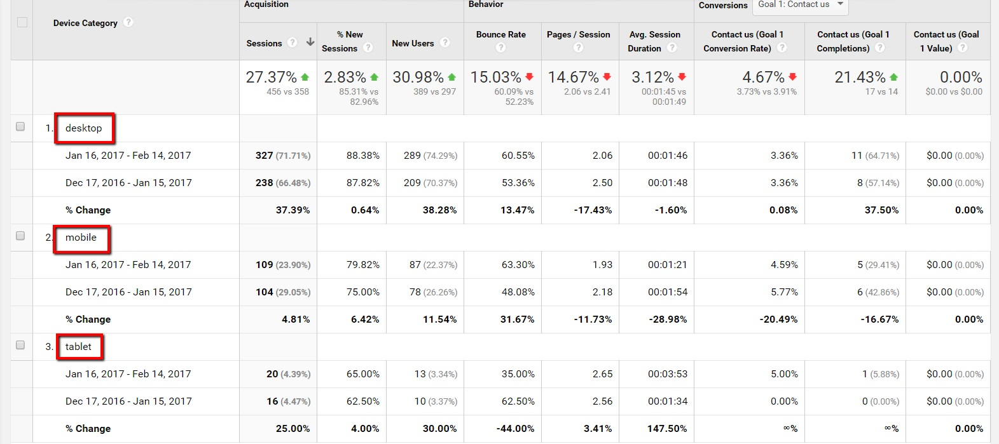 Acquisition Behavior Conversions Goal 1: Contact us
Device Category ?
Sessions ? % New Sessions ? New Users ? Bounce Rate ? Pages / Session ? Avg. Session Duration ? Contact us (Goal 1 Conversion Rate) ? Contact us (Goal 1 Completions) ? Contact us (Goal 1 Value) ?
27.37% 2.83% 30.98% 15.03% 14.67% 3.12% 4.67% 21.43% 0.00%
456 vs 358 85.31% vs 82.96% 389 vs 297 60.09% vs 52.23% 2.06 vs 2.41 00:01:45 vs 00:01:49 3.73% vs 3.91% 17 vs 14 $0.00 vs $0.00
1. desktop
Jan 16, 2017 - Feb 14, 2017 327 (71.71%) 88.38% 289 (74.29%) 60.55% 2.06 00:01:46 3.36% 11 (64.71%) $0.00 (0.00%)
Dec 17, 2016 - Jan 15, 2017 238 (66.48%) 87.82% 209 (70.37%) 53.36% 2.50 00:01:48 3.36% 8 (57.14%) $0.00 (0.00%)
% Change 37.39% 0.64% 38.28% 13.47% -17.43% -1.60% 0.08% 37.50% 0.00%
2. mobile
Jan 16, 2017 - Feb 14, 2017 109 (23.90%) 79.82% 87 (22.37%) 63.30% 1.93 00:01:21 4.59% 5 (29.41%) $0.00 (0.00%)
Dec 17, 2016 - Jan 15, 2017 104 (29.05%) 75.00% 78 (26.26%) 48.08% 2.18 00:01:54 5.77% 6 (42.86%) $0.00 (0.00%)
% Change 4.81% 6.42% 11.54% 31.67% -11.73% -28.98% -20.49% -16.67% 0.00%
3. tablet
Jan 16, 2017 - Feb 14, 2017 20 (4.39%) 65.00% 13 (3.34%) 35.00% 2.65 00:03:53 5.00% 1 (5.88%) $0.00 (0.00%)
Dec 17, 2016 - Jan 15, 2017 16 (4.47%) 62.50% 10 (3.37%) 62.50% 2.56 00:01:34 0.00% 0 (0.00%) $0.00 (0.00%)
% Change 25.00% 4.00% 30.00% -44.00% 3.41% 147.50% ∞% ∞% 0.00%